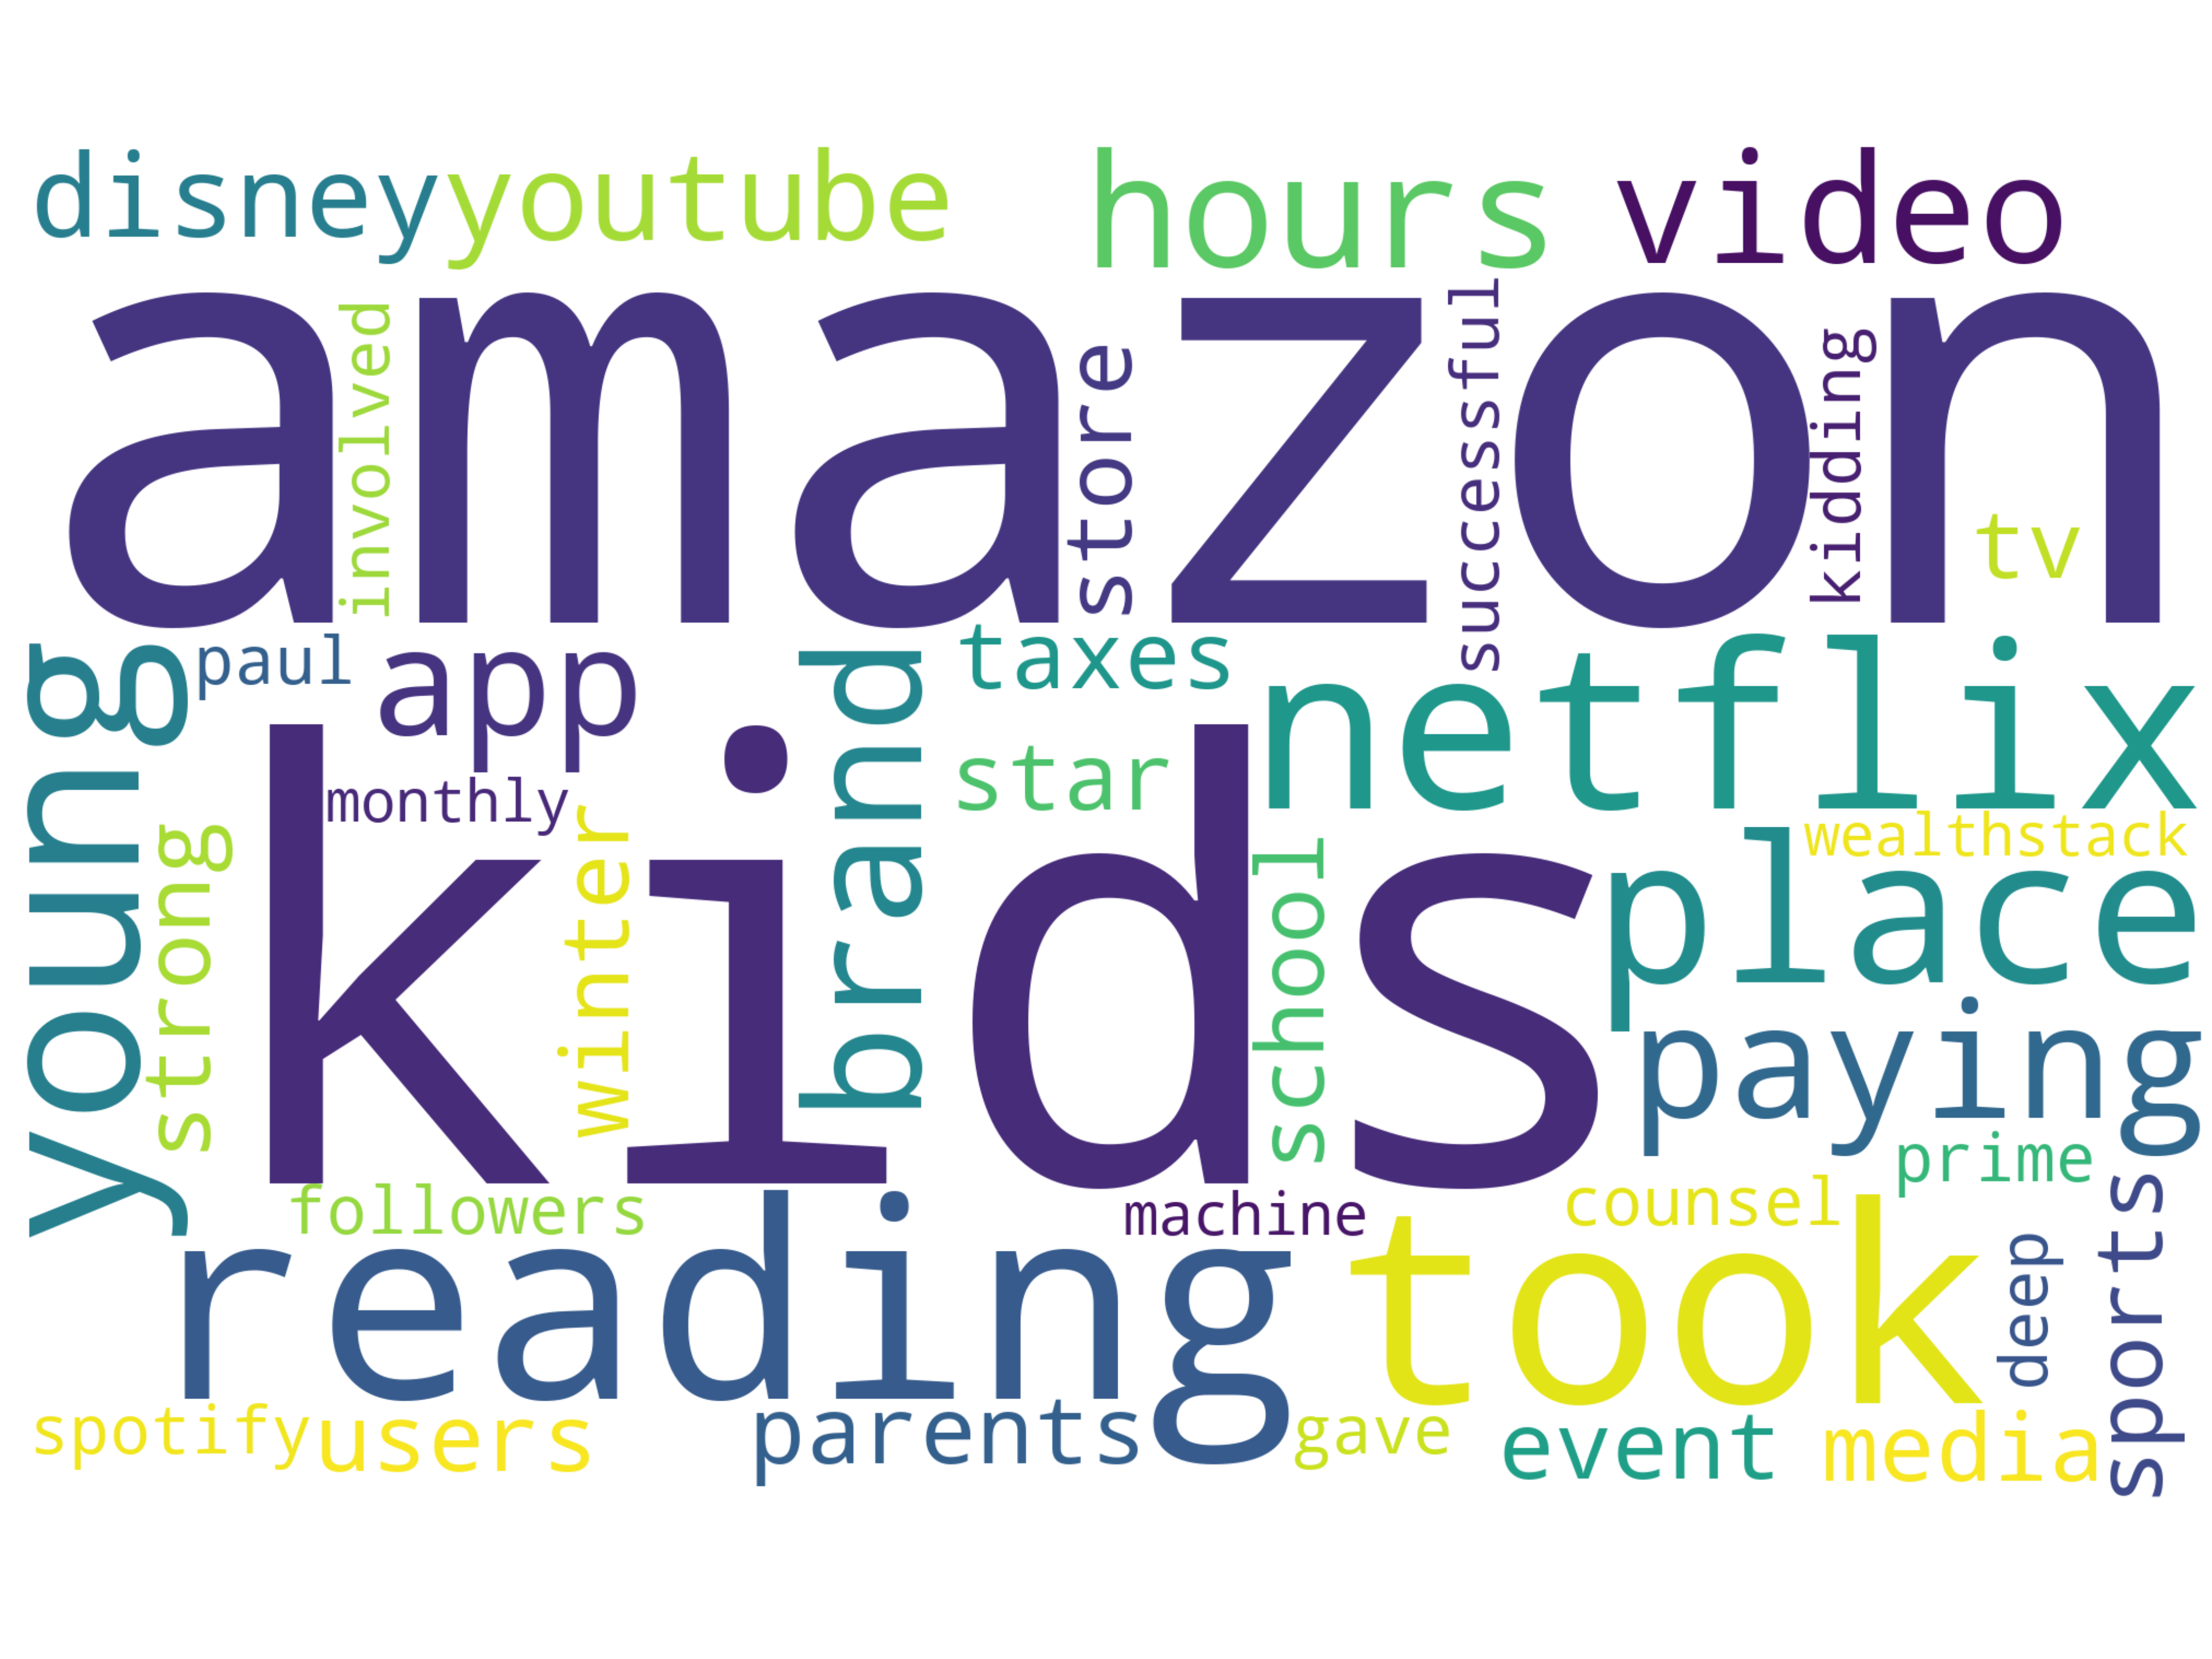 disney youtube hours video
amazon
involved
store
successful
kidding
tv
young
paul
app
taxes
netflix
brand
kids
monthly
star
wealthstack
strong
winter
school
place
paying
prime
followers
machine
counsel
reading
took
deep
sports
spotify users parents gave event media